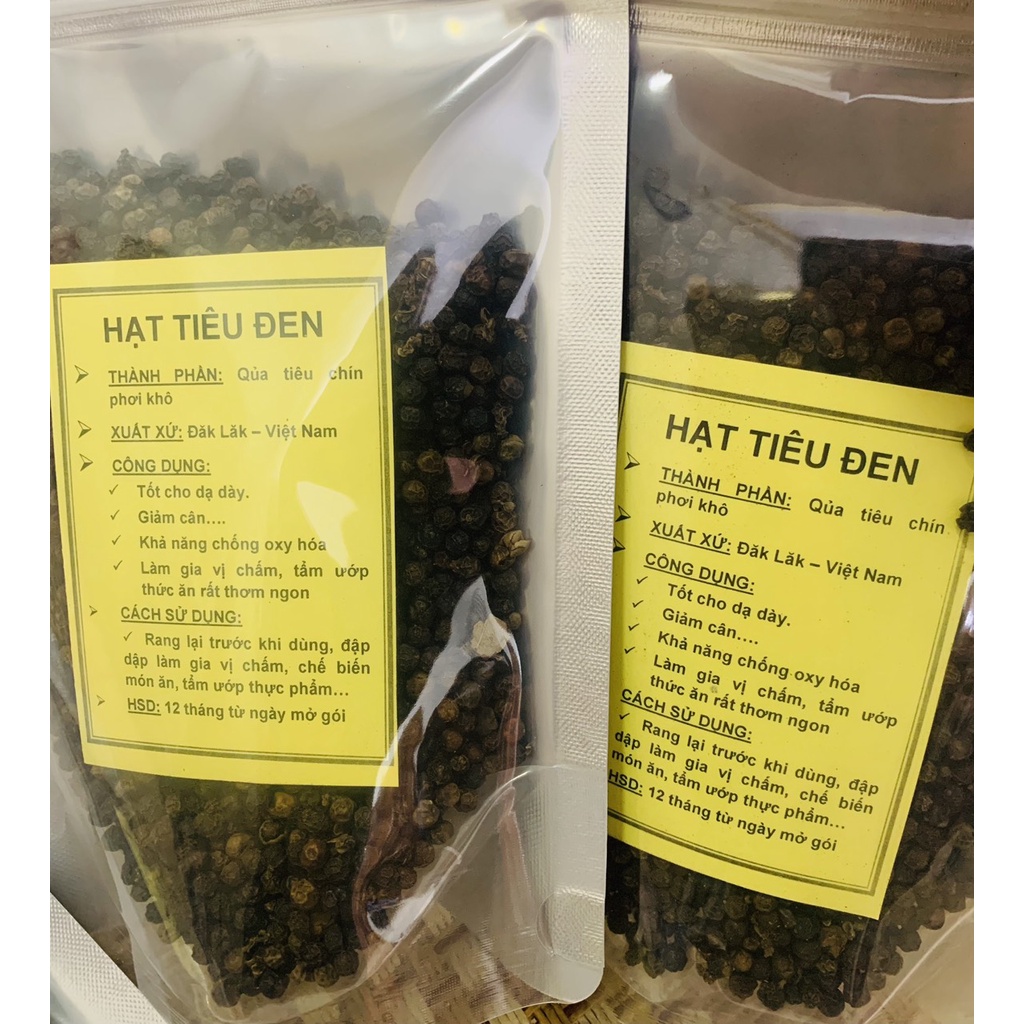 HẠT TIÊU ĐEN
THÀNH PHẦN: Qủa tiêu chín
phơi khô
XUẤT XỨ: Đăk Lăk – Việt Nam
CÔNG DỤNG:
Tốt cho dạ dày.
Giảm cân....
Khả năng chống oxy hóa
Làm gia vị chấm, tẩm ướp
thức ăn rất thơm ngon
CÁCH SỬ DỤNG:
Rang lại trước khi dùng, đập
dập làm gia vị chấm, chế biến
món ăn, tẩm ướp thực phẩm...
HSD: 12 tháng từ ngày mở gói
HẠT TIÊU ĐEN
THÀNH PHẦN: Qủa tiêu chín
phơi khô
XUẤT XỨ: Đăk Lăk – Việt Nam
CÔNG DỤNG:
Tốt cho dạ dày.
Giảm cân....
Khả năng chống oxy hóa
Làm gia vị chấm, tẩm ướp
thức ăn rất thơm ngon
CÁCH SỬ DỤNG:
Rang lại trước khi dùng, đập
dập làm gia vị chấm, chế biến
món ăn, tẩm ướp thực phẩm...
HSD: 12 tháng từ ngày mở gói